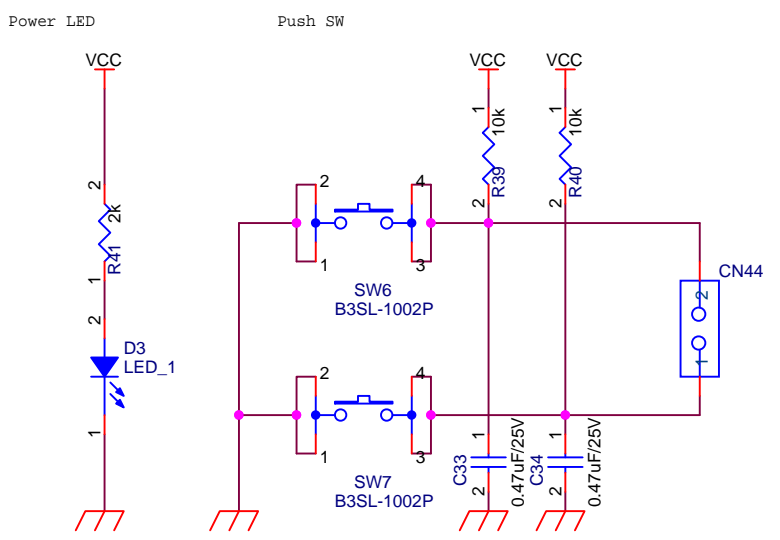 Power LED
Push SW
VCC
VCC
VCC
1
10k
R39
2
1
10k
R40
2
2
2k
R41
1
2
4
1
3
SW6
B3SL-1002P
CN44
2
1
2
D3
LED_1
1
2
4
1
3
SW7
B3SL-1002P
1
C33
2
0.47uF/25V
1
C34
2
0.47uF/25V